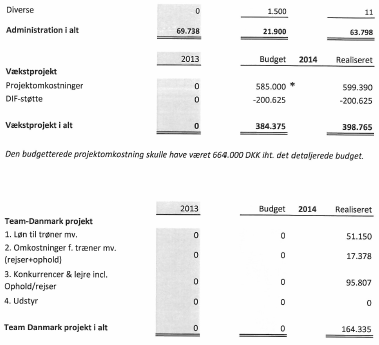 Diverse 0 1.500 11
Administration i alt 69.738 21.900 63.798
2013 Budget 2014 Realiseret
Vækstprojekt
Projektomkostninger 0 585.000 * 599.390
DIF-støtte 0 -200.625 -200.625
Vækstprojekt i alt 0 384.375 398.765
Den budgetterede projektomkostning skulle have været 664.000 DKK iht. det detaljerede budget.
2013 Budget 2014 Realiseret
Team-Danmark projekt
1. Løn til trøner mv. 0 0 51.150
2. Omkostninger f. træner mv.
(rejser+ophold) 0 0 17.378
3. Konkurrencer & lejre incl.
Ophold/rejser 0 0 95.807
4. Udstyr 0 0 0
Team Danmark projekt i alt 0 0 164.335